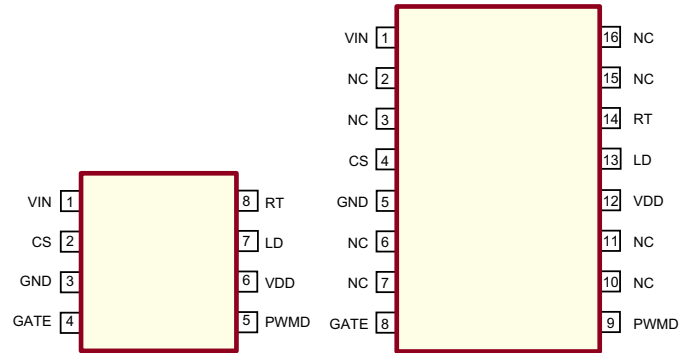 VIN 1
CS 2
GND 3
GATE 4
8 RT
7 LD
6 VDD
5 PWMD
VIN 1
NC 2
NC 3
CS 4
GND 5
NC 6
NC 7
GATE 8
16 NC
15 NC
14 RT
13 LD
12 VDD
11 NC
10 NC
9 PWMD